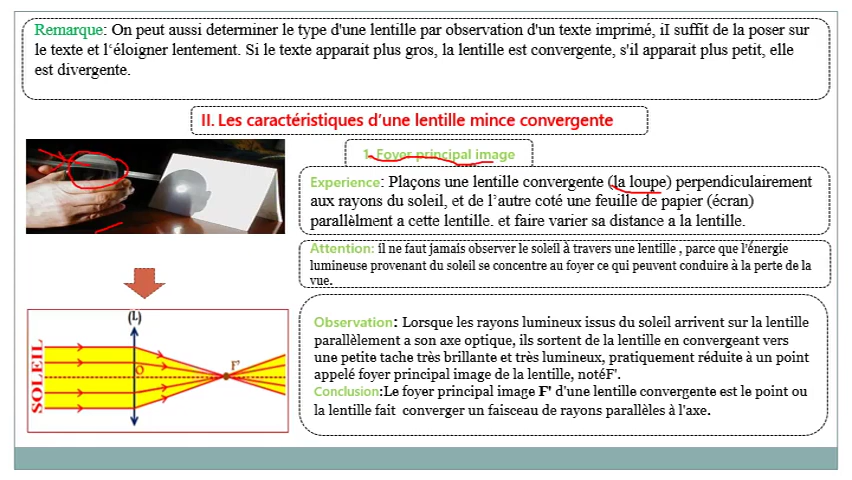 Remarque: On peut aussi determiner le type d'une lentille par observation d'un texte imprimé, iI suffit de la poser sur
le texte et l'éloigner lentement. Si le texte apparait plus gros, la lentille est convergente, s'il apparait plus petit, elle
est divergente.
II. Les caractéristiques d'une lentille mince convergente
1. Foyer principal image
Experience: Plaçons une lentille convergente (la loupe) perpendiculairement
aux rayons du soleil, et de l'autre coté une feuille de papier (écran)
parallèlment a cette lentille. et faire varier sa distance a la lentille.
Attention: il ne faut jamais observer le soleil à travers une lentille , parce que l'énergie
lumineuse provenant du soleil se concentre au foyer ce qui peuvent conduire à la perte de la
vue.
(L)
SOLEIL
O
F'
Observation: Lorsque les rayons lumineux issus du soleil arrivent sur la lentille
parallèlement a son axe optique, ils sortent de la lentille en convergeant vers
une petite tache très brillante et très lumineux, pratiquement réduite à un point
appelé foyer principal image de la lentille, notéF'.
Conclusion:Le foyer principal image F' d'une lentille convergente est le point ou
la lentille fait converger un faisceau de rayons parallèles à l'axe.